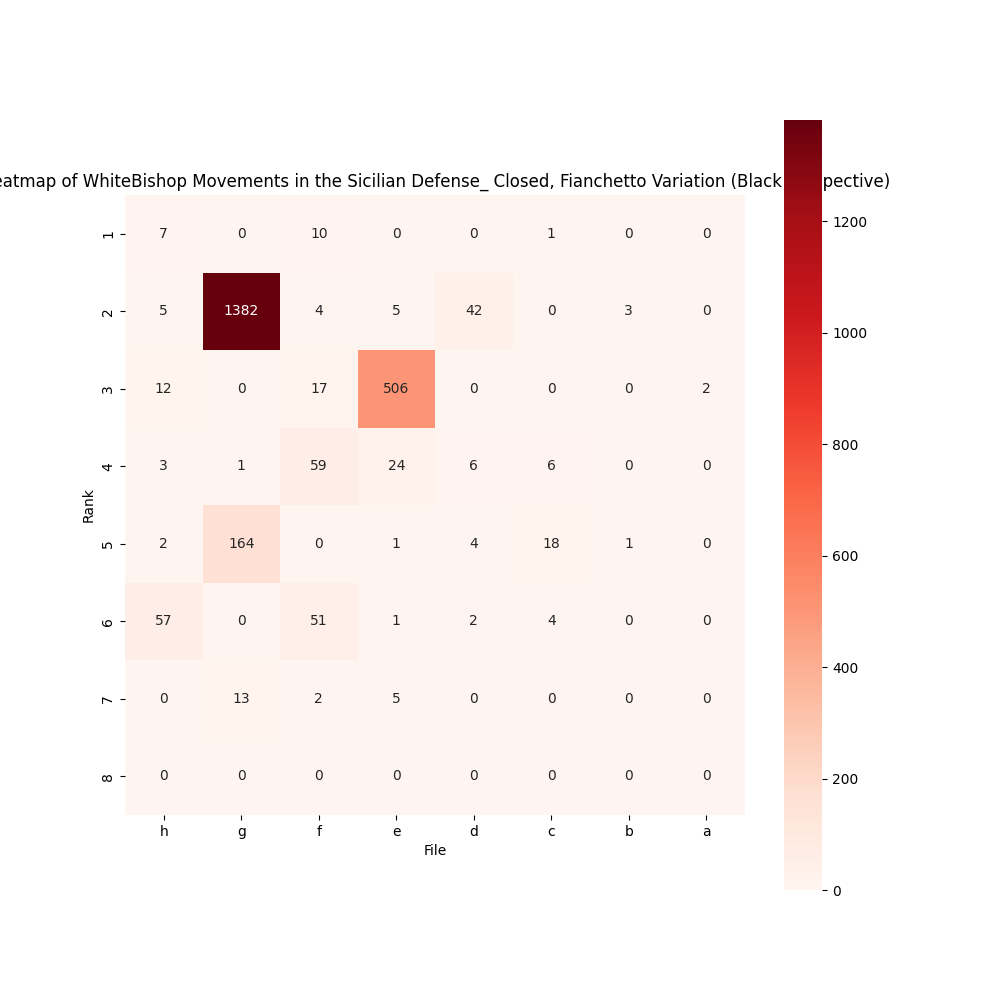 of WhiteBishop Movements in the Sicilian Defense_ Closed, Fianchetto Variation (Black
1 7 0 10 0 0 1 0 0
2 5 1382 4 5 42 0 3 0
3 12 0 17 506 0 0 0 2
4 3 1 59 24 6 6 0 0
Rank
5 2 164 0 1 4 18 1 0
6 57 0 51 1 2 4 0 0
7 0 13 2 5 0 0 0 0
8 0 0 0 0 0 0 0 0
h g f e d c b a
File
1200
1000
800
600
400
200
0